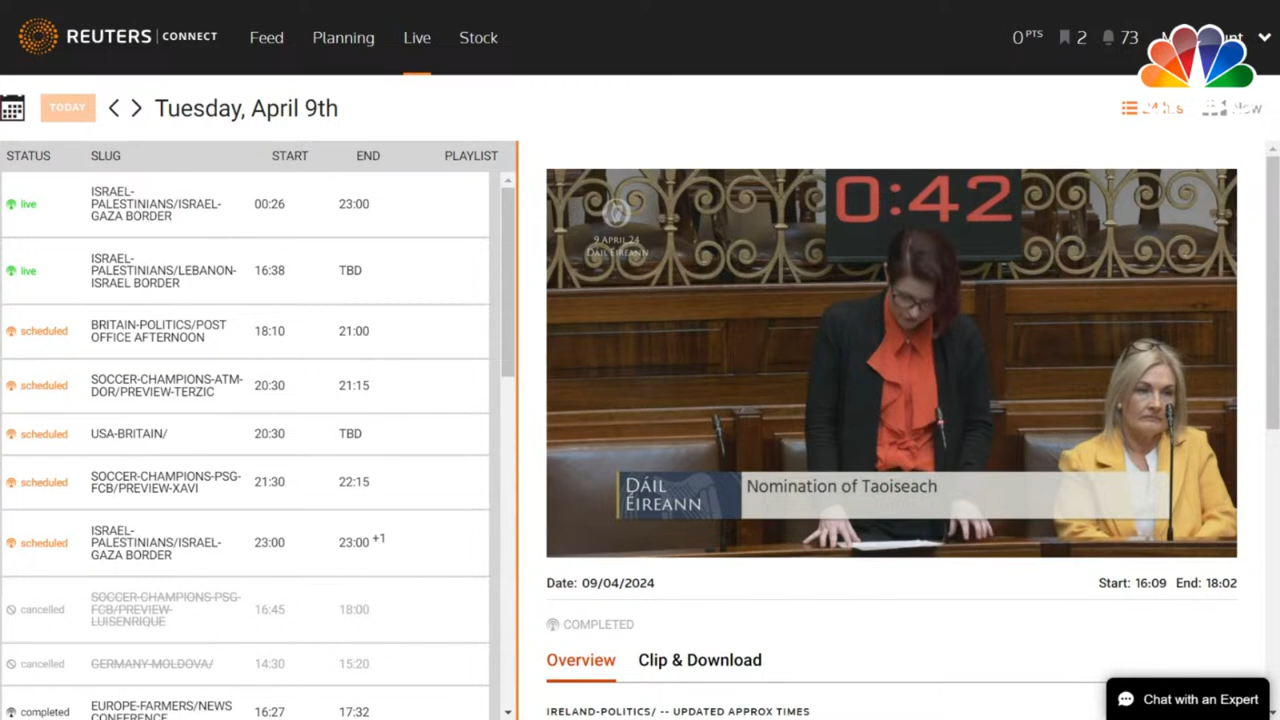 REUTERS CONNECT
Feed Planning Live Stock
0 PTS 2 73
TODAY
Tuesday, April 9th
STATUS SLUG START END PLAYLIST
live
ISRAEL-
PALESTINIANS/ISRAEL-
GAZA BORDER
00:26 23:00
live
ISRAEL-
PALESTINIANS/LEBANON-
ISRAEL BORDER
16:38 TBD
scheduled
BRITAIN-POLITICS/POST
OFFICE AFTERNOON
18:10 21:00
scheduled
SOCCER-CHAMPIONS-ATM-
DOR/PREVIEW-TERZIC
20:30 21:15
scheduled USA-BRITAIN/ 20:30 TBD
scheduled
SOCCER-CHAMPIONS-PSG-
FCB/PREVIEW-XAVI
21:30 22:15
scheduled
ISRAEL-
PALESTINIANS/ISRAEL-
GAZA BORDER
23:00 23:00 +1
cancelled
SOCCER-CHAMPIONS-PSG-
FCB/PREVIEW-
LUISENRIQUE
16:45 18:00
cancelled GERMANY-MOLDOVA/ 14:30 15:20
completed
EUROPE-FARMERS/NEWS
CONFERENCE
16:27 17:32
0:42
9 APRIL 24
DÁIL ÉIREANN
DÁIL
ÉIREANN
Nomination of Taoiseach
Date: 09/04/2024 Start: 16:09 End: 18:02
COMPLETED
Overview Clip & Download
IRELAND-POLITICS/ -- UPDATED APPROX TIMES
Chat with an Expert